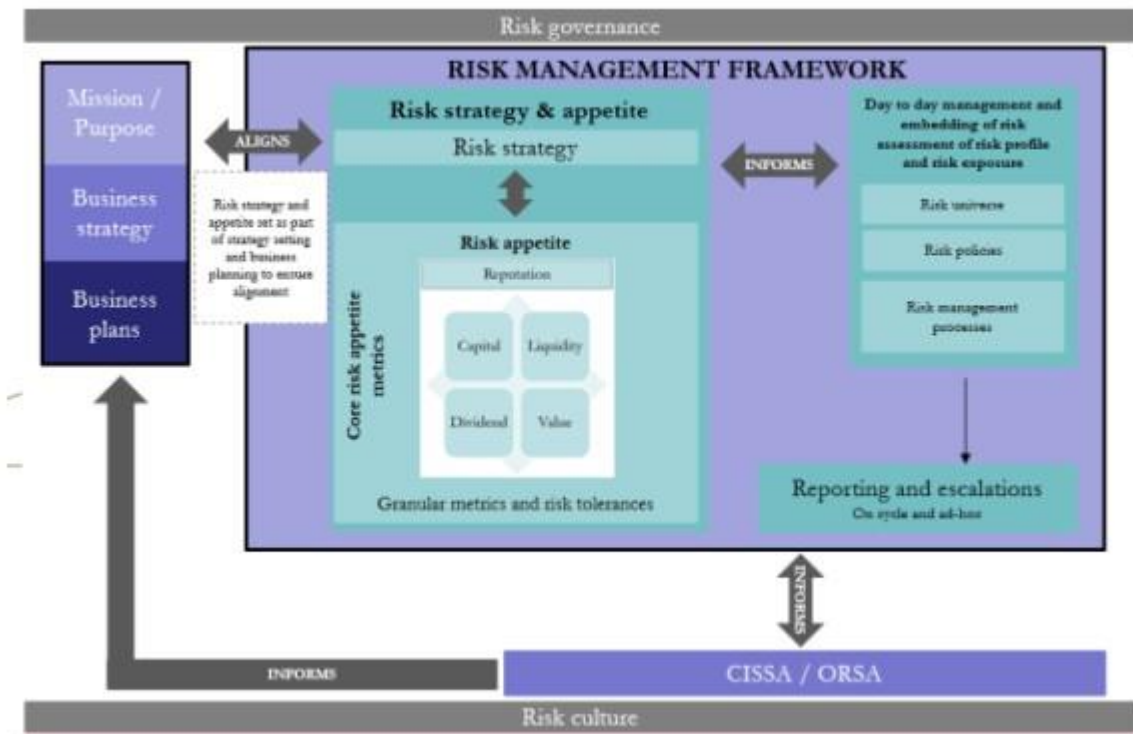 Risk governance
RISK MANAGEMENT FRAMEWORK
Mission /
Purpose
Business
strategy
Business
plans
ALIGNS
Risk strategy and
appetite set as part
of strategy setting
and business
planning to ensure
alignment
Risk strategy & appetite
Risk strategy
Risk appetite
Reputation
Capital
Liquidity
Dividend
Value
Core risk appetite
metrics
Granular metrics and risk tolerances
INFORMS
Day to day management and
embedding of risk
assessment of risk profile
and risk exposure
Risk universe
Risk policies
Risk management
processes
Reporting and escalations
On cycle and ad-hoc
INFORMS
INFORMS
CISSA / ORSA
Risk culture